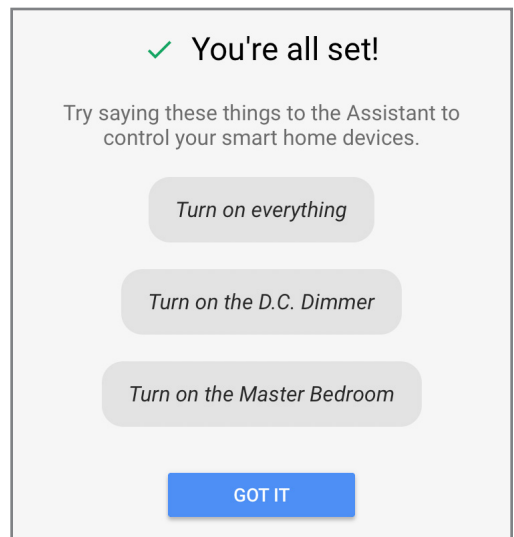 You're all set!
Try saying these things to the Assistant to
control your smart home devices.
Turn on everything
Turn on the D.C. Dimmer
Turn on the Master Bedroom
GOT IT